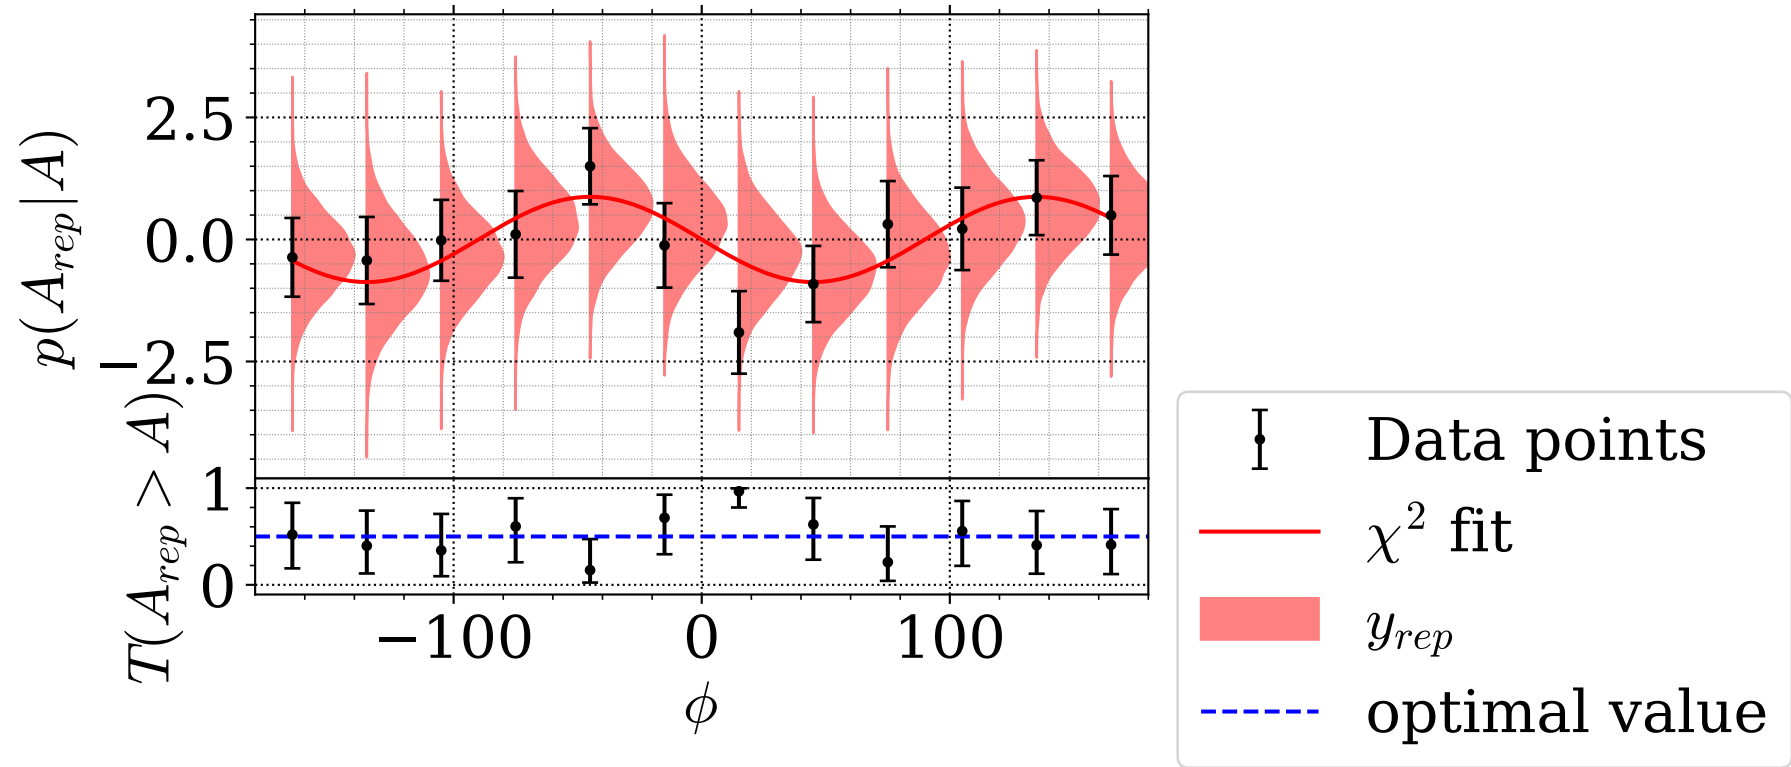 p(A_rep|A)
2.5
0.0
−2.5
T(A_rep > A)
1
0
−100
0
100
ϕ
Data points
χ² fit
y_rep
optimal value